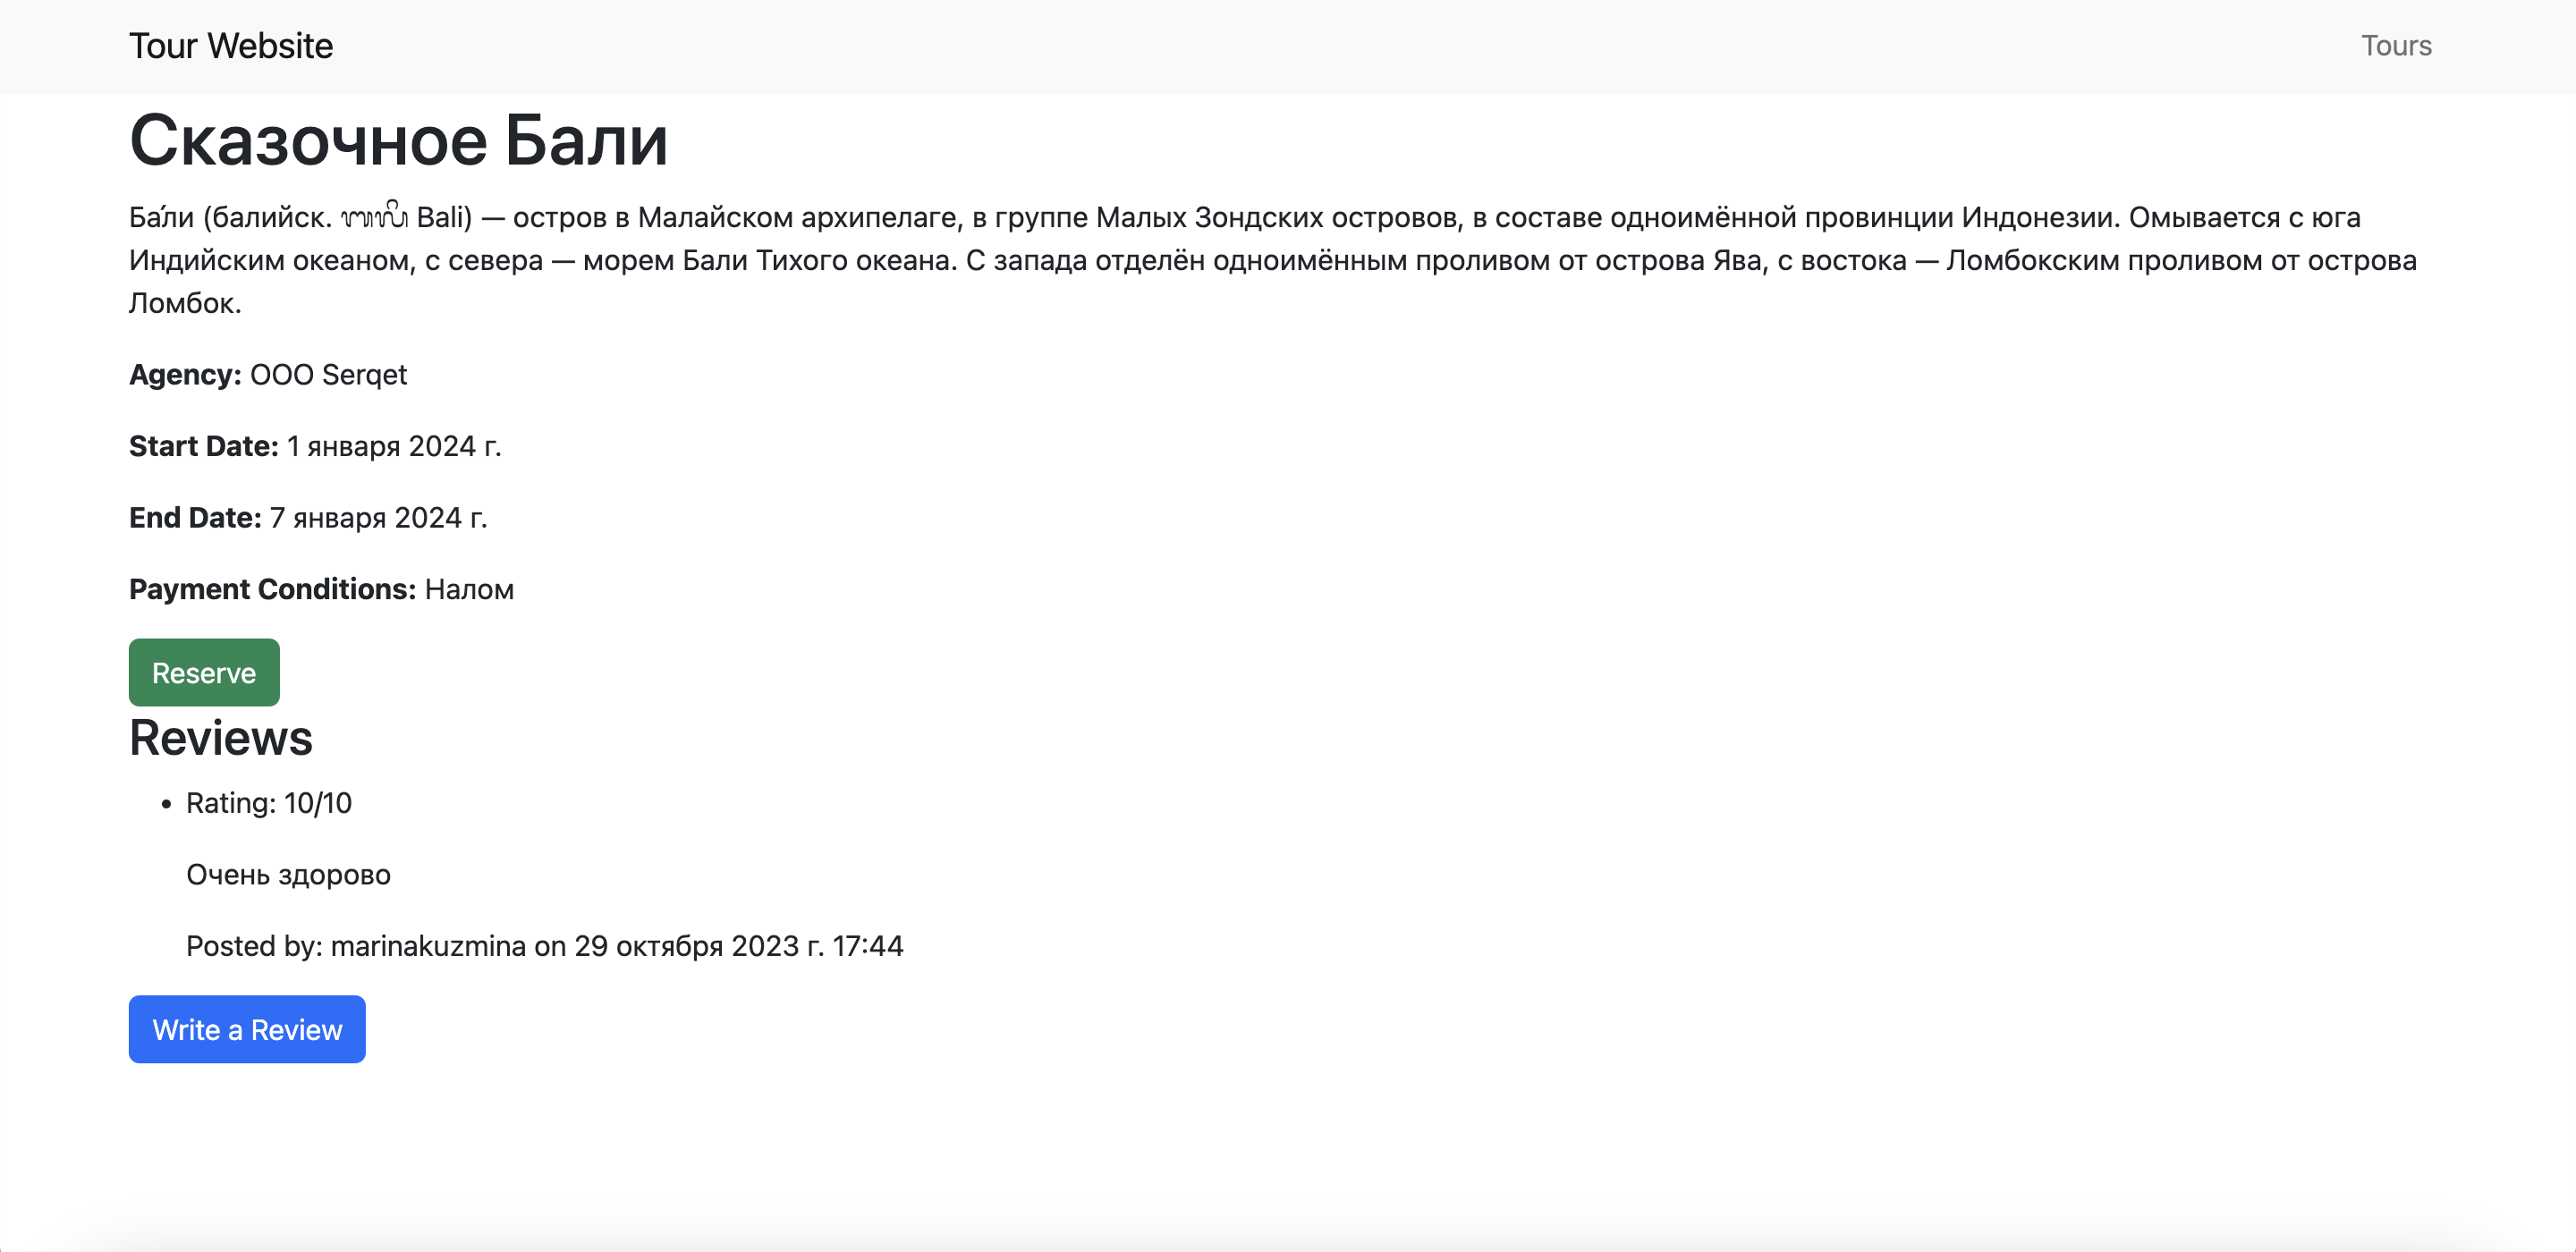 Tour Website
Tours
Сказочное Бали
Ба́ли (балийск. ᬩᬮᬶ Bali) — остров в Малайском архипелаге, в группе Малых Зондских островов, в составе одноимённой провинции Индонезии. Омывается с юга
Индийским океаном, с севера — морем Бали Тихого океана. С запада отделён одноимённым проливом от острова Ява, с востока — Ломбокским проливом от острова
Ломбок.
Agency: ООО Serqet
Start Date: 1 января 2024 г.
End Date: 7 января 2024 г.
Payment Conditions: Налом
Reserve
Reviews
• Rating: 10/10
Очень здорово
Posted by: marinakuzmina on 29 октября 2023 г. 17:44
Write a Review